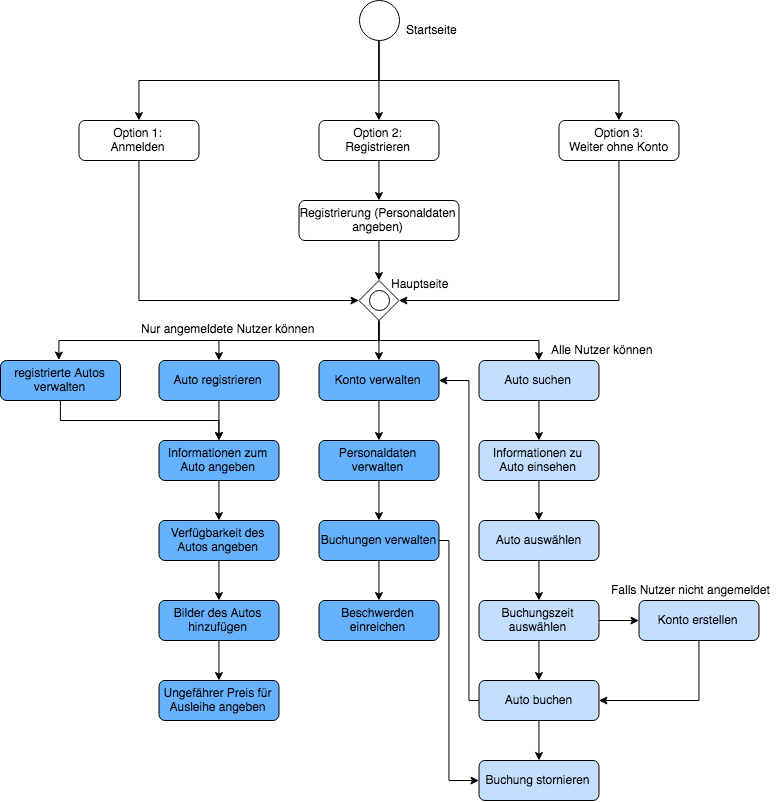 Startseite
Option 1:
Anmelden
Option 2:
Registrieren
Option 3:
Weiter ohne Konto
Registrierung (Personaldaten
angeben)
Hauptseite
Nur angemeldete Nutzer können
Alle Nutzer können
registrierte Autos
verwalten
Auto registrieren
Konto verwalten
Auto suchen
Informationen zum
Auto angeben
Personaldaten
verwalten
Informationen zu
Auto einsehen
Verfügbarkeit des
Autos angeben
Buchungen verwalten
Auto auswählen
Falls Nutzer nicht angemeldet
Bilder des Autos
hinzufügen
Beschwerden
einreichen
Buchungszeit
auswählen
Konto erstellen
Ungefährer Preis für
Ausleihe angeben
Auto buchen
Buchung stornieren